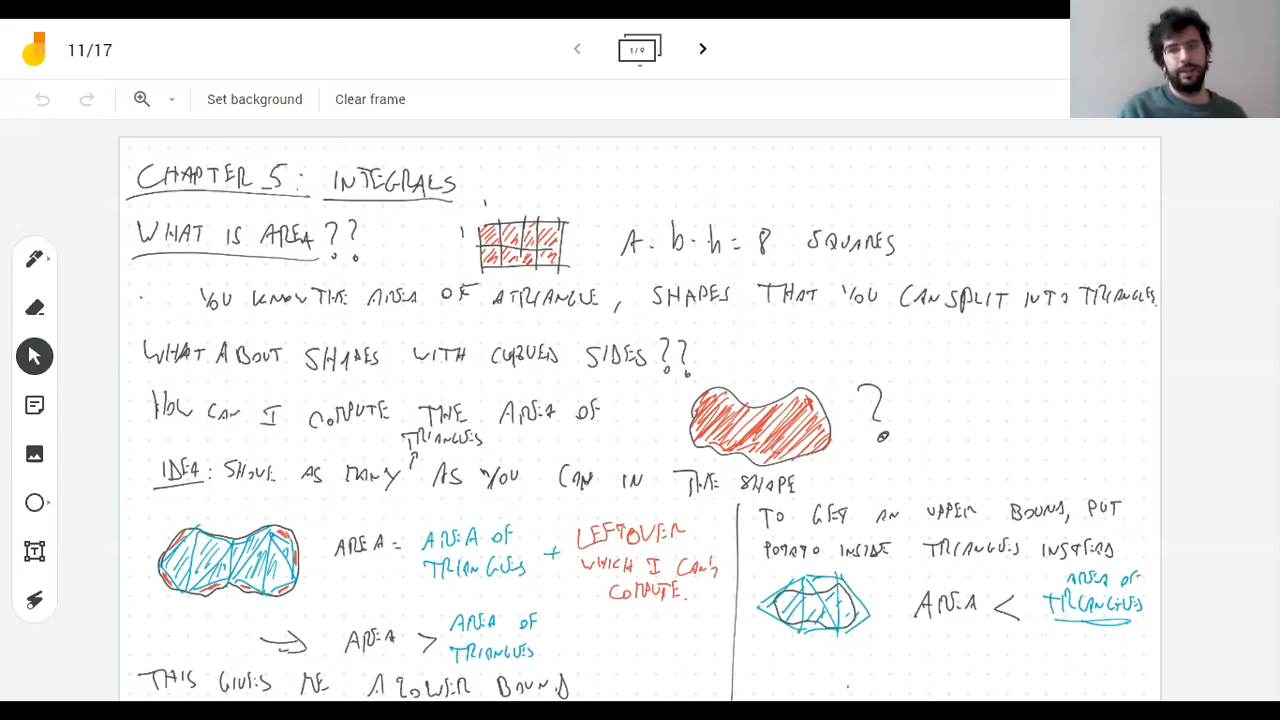 11/17
1/9
Set background
Clear frame
CHAPTER 5: INTEGRALS
WHAT IS AREA??
A = b · h = 8 SQUARES
YOU KNOW THE AREA OF A TRIANGLE, SHAPES THAT YOU CAN SPLIT INTO TRIANGLES.
WHAT ABOUT SHAPES WITH CURVED SIDES??
HOW CAN I COMPUTE THE AREA OF ?
TRIANGLES
IDEA: SHOVE AS MANY AS YOU CAN IN THE SHAPE
AREA = AREA OF TRIANGLES + LEFTOVER WHICH I CAN'T COMPUTE.
AREA > AREA OF TRIANGLES
THIS GIVES ME A LOWER BOUND
TO GET AN UPPER BOUND, PUT
POTATO INSIDE TRIANGLES INSTEAD
AREA < AREA OF TRIANGLES